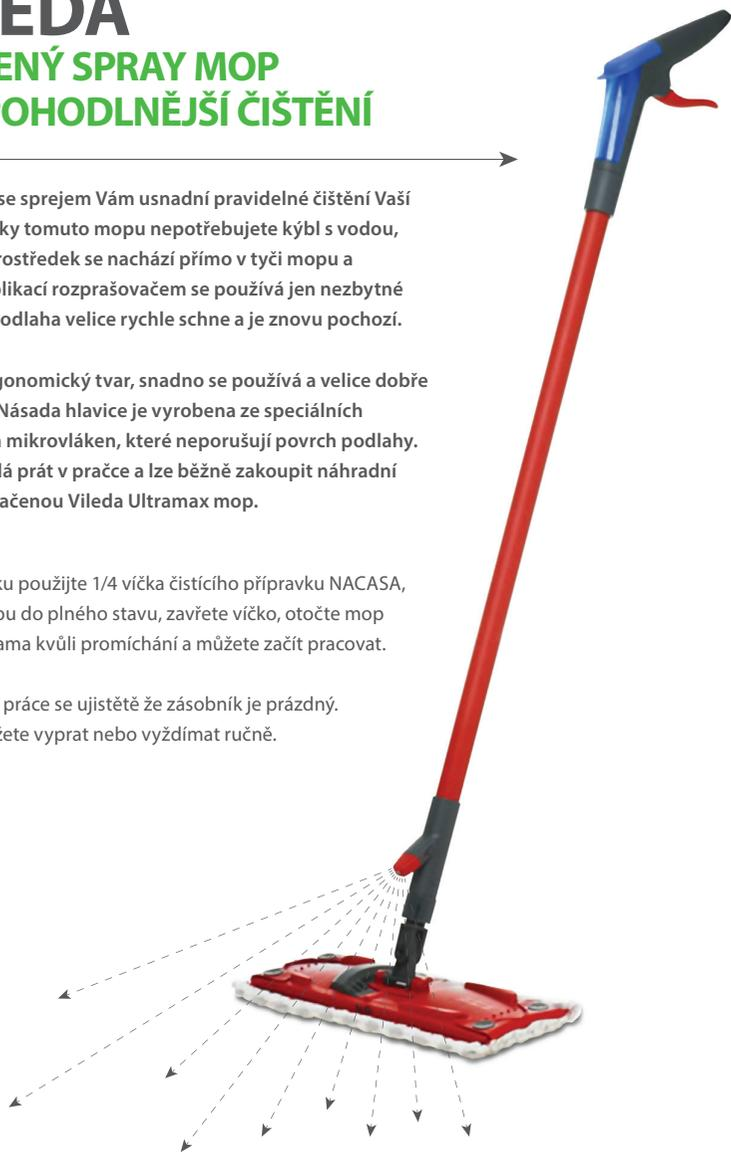 EDA
ENÝ SPRAY MOP
OHODLNĚJŠÍ ČIŠTĚNÍ
se sprejem Vám usnadní pravidelné čištění Vaší
ky tomuto mopu nepotřebujete kýbl s vodou,
rostředek se nachází přímo v tyči mopu a
likací rozprašovačem se používá jen nezbytné
odlaha velice rychle schne a je znovu pochozí.
gonomický tvar, snadno se používá a velice dobře
Násada hlavice je vyrobena ze speciálních
mikrovláken, které neporušují povrch podlahy.
lá prát v pračce a lze běžně zakoupit náhradní
ačenou Vileda Ultramax mop.
ku použijte 1/4 víčka čistícího přípravku NACASA,
ou do plného stavu, zavřete víčko, otočte mop
ama kvůli promíchání a můžete začít pracovat.
práce se ujistětě že zásobník je prázdný.
žete vyprat nebo vyždímat ručně.